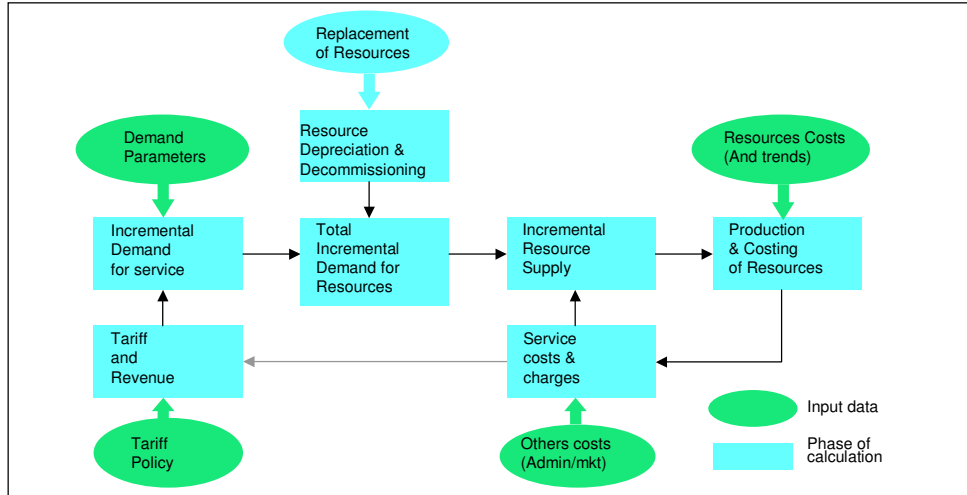 Replacement
of Resources
Demand
Parameters
Resource
Depreciation &
Decommissioning
Resources Costs
(And trends)
Incremental
Demand
for service
Total
Incremental
Demand for
Resources
Incremental
Resource
Supply
Production
& Costing
of Resources
Tariff
and
Revenue
Service
costs &
charges
Tariff
Policy
Others costs
(Admin/mkt)
Input data
Phase of
calculation